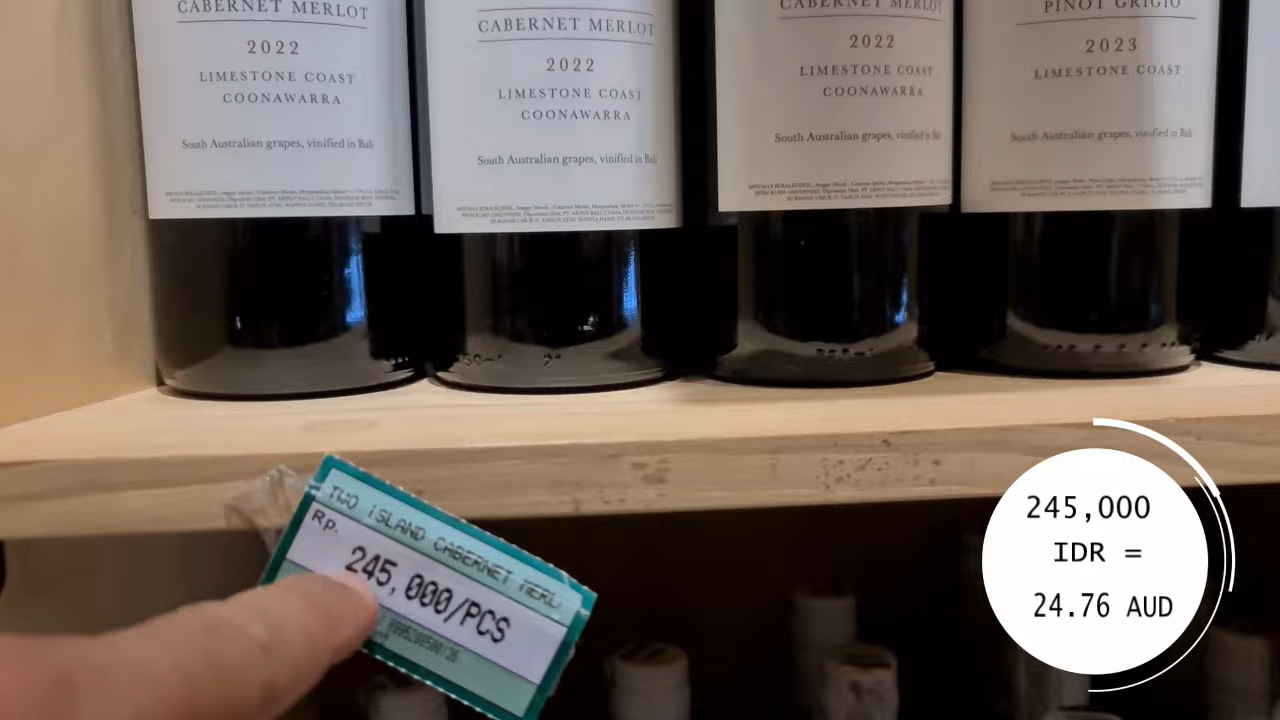 CABERNET MERLOT
2022
LIMESTONE COAST
COONAWARRA
South Australian grapes, vinified in Bali
CABERNET MERLOT
2022
LIMESTONE COAST
COONAWARRA
South Australian grapes, vinified in Bali
CABERNET MERLOT
2022
LIMESTONE COAST
COONAWARRA
South Australian grapes, vinified in Bali
PINOT GRIGIO
2023
LIMESTONE COAST
South Australian grapes, vinified in Bali
TWO ISLAND CABERNET MERL
Rp.
245,000/PCS
245,000
IDR =
24.76 AUD